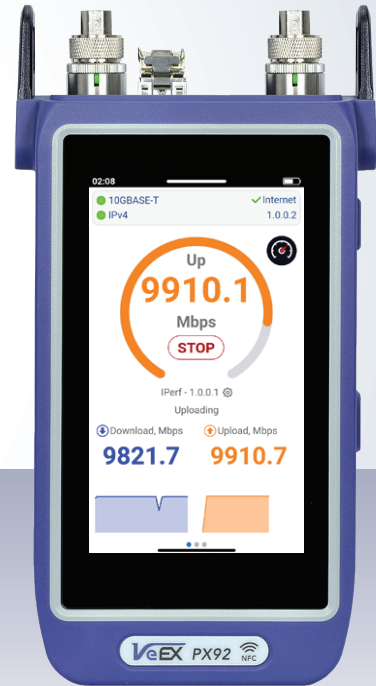 02:08
10GBASE-T Internet
IPv4 1.0.0.2
Up
9910.1
Mbps
STOP
IPerf - 1.0.0.1
Uploading
Download, Mbps Upload, Mbps
9821.7 9910.7
VeEX PX92 NFC